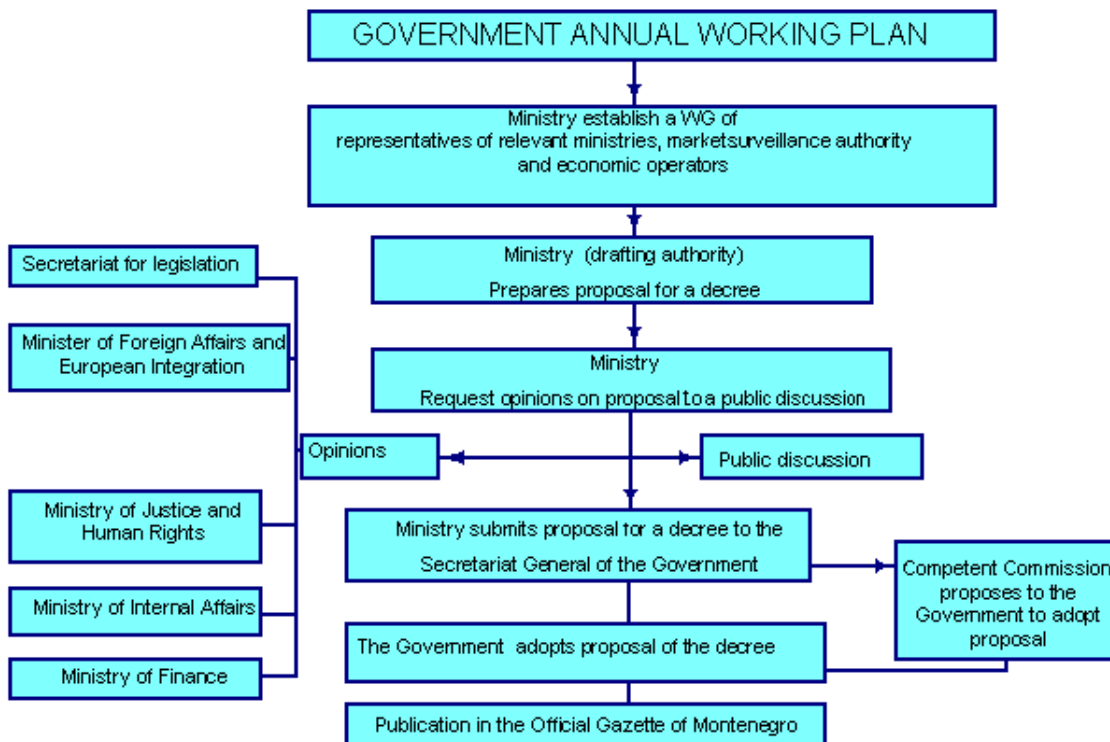 GOVERNMENT ANNUAL WORKING PLAN
Ministry establish a WG of
representatives of relevant ministries, marketsurveillance authority
and economic operators
Ministry (drafting authority)
Prepares proposal for a decree
Ministry
Request opinions on proposal to a public discussion
Secretariat for legislation
Minister of Foreign Affairs and
European Integration
Opinions
Public discussion
Ministry of Justice and
Human Rights
Ministry of Internal Affairs
Ministry of Finance
Ministry submits proposal for a decree to the
Secretariat General of the Government
Competent Commission
proposes to the
Government to adopt
proposal
The Government adopts proposal of the decree
Publication in the Official Gazette of Montenegro